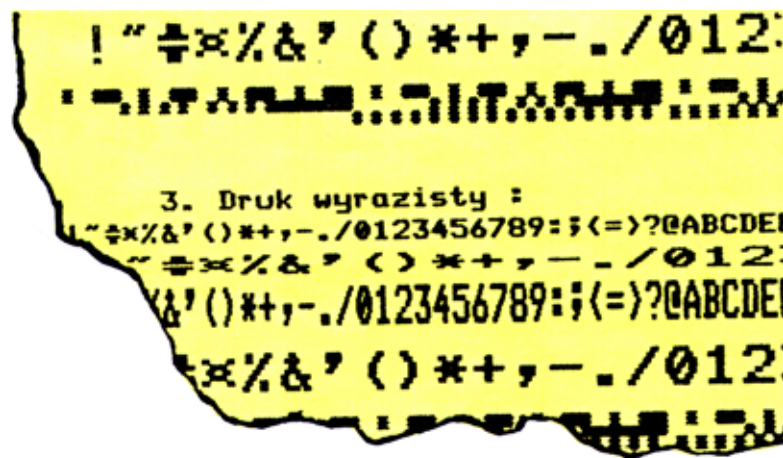 !"⌗¤%&'()*+,-./012
3. Druk wyrazisty :
!"⌗¤%&'()*+,-./0123456789:;<=>?@ABCDE
"⌗¤%&'()*+,-./012
%&'()*+,-./0123456789:;<=>?@ABCDE
⌗¤%&'()*+,-./012